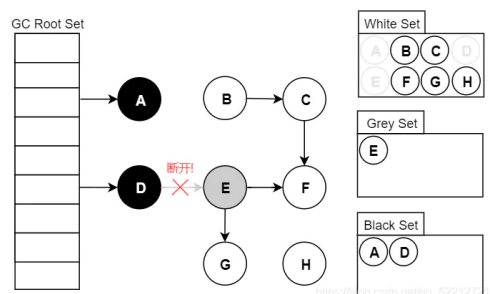 GC Root Set
White Set
A B C D
E F G H
Grey Set
E
Black Set
A D
A
B
C
断开!
D
E
F
G
H